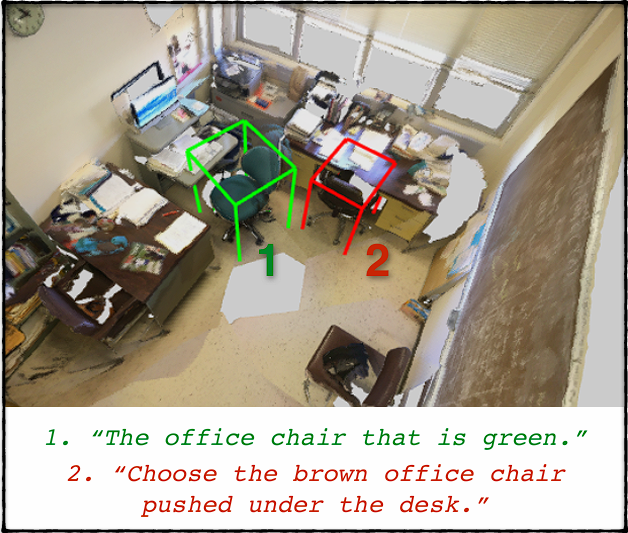 1
2
1. “The office chair that is green.”
2. “Choose the brown office chair
pushed under the desk.”